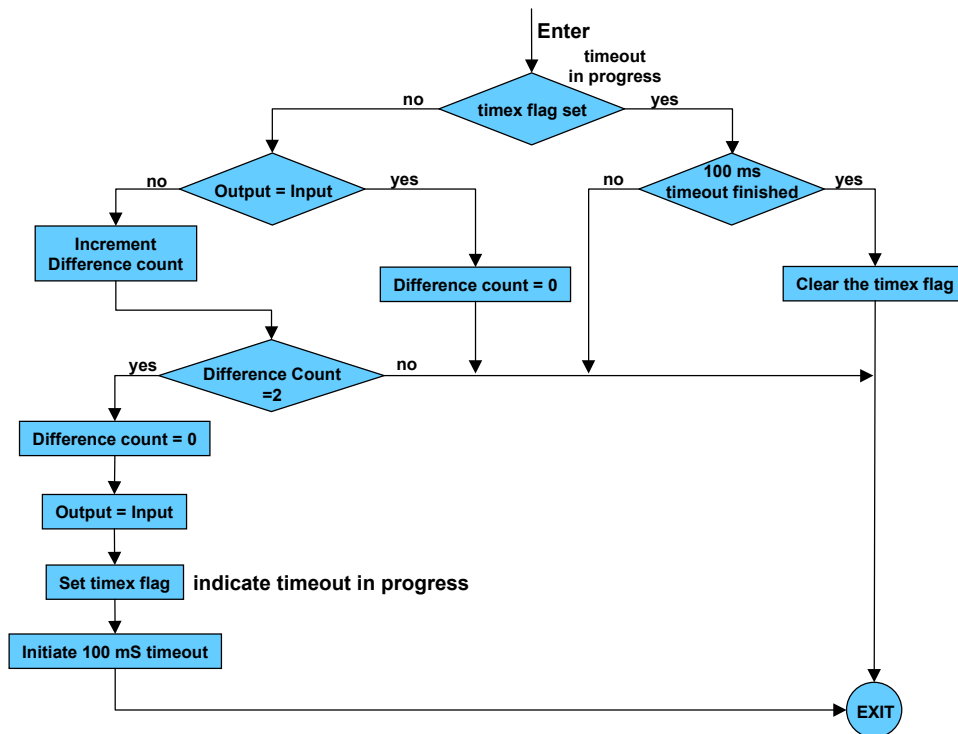 Enter
timeout
in progress
no
timex flag set
yes
no
Output = Input
yes
no
100 ms
timeout finished
yes
Increment
Difference count
Difference count = 0
Clear the timex flag
yes
Difference Count
=2
no
Difference count = 0
Output = Input
Set timex flag
indicate timeout in progress
Initiate 100 mS timeout
EXIT